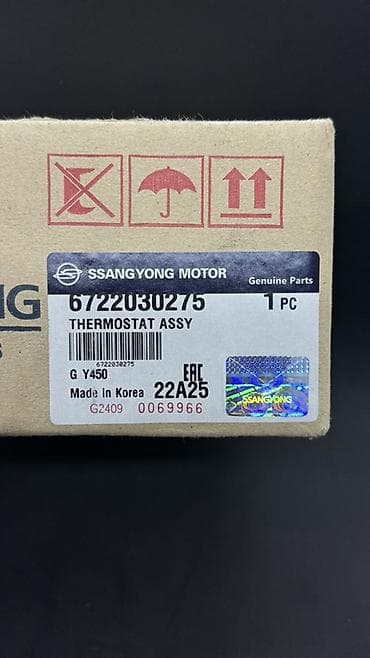 SSANGYONG MOTOR
Genuine Parts
6722030275 1 PC
THERMOSTAT ASSY
6722030275
G Y450
EAC
Made in Korea 22A25
G2409 0069966
SSANGYONG
NG
S